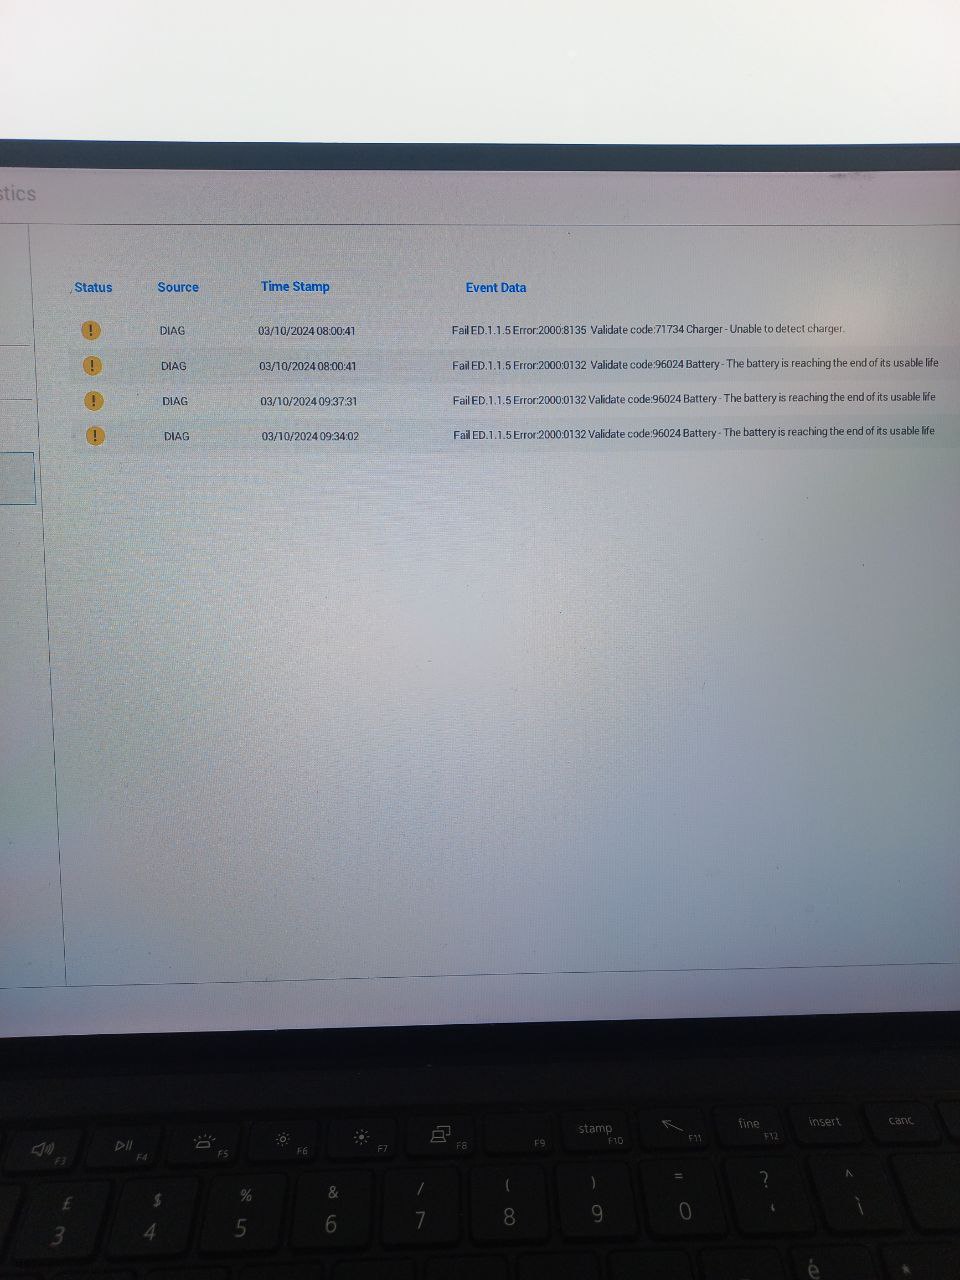 stics
Status Source Time Stamp Event Data
! DIAG 03/10/2024 08:00:41 Fail ED.1.1.5 Error:2000:8135 Validate code:71734 Charger - Unable to detect charger.
! DIAG 03/10/2024 08:00:41 Fail ED.1.1.5 Error:2000:0132 Validate code:96024 Battery - The battery is reaching the end of its usable life
! DIAG 03/10/2024 09:37:31 Fail ED.1.1.5 Error:2000:0132 Validate code:96024 Battery - The battery is reaching the end of its usable life
! DIAG 03/10/2024 09:34:02 Fail ED.1.1.5 Error:2000:0132 Validate code:96024 Battery - The battery is reaching the end of its usable life
F3 F4 F5 F6 F7 F8 F9 stamp F10 F11 fine F12 insert canc
£ $ % & / ( ) = ? ^
3 4 5 6 7 8 9 0 ' ì
é *